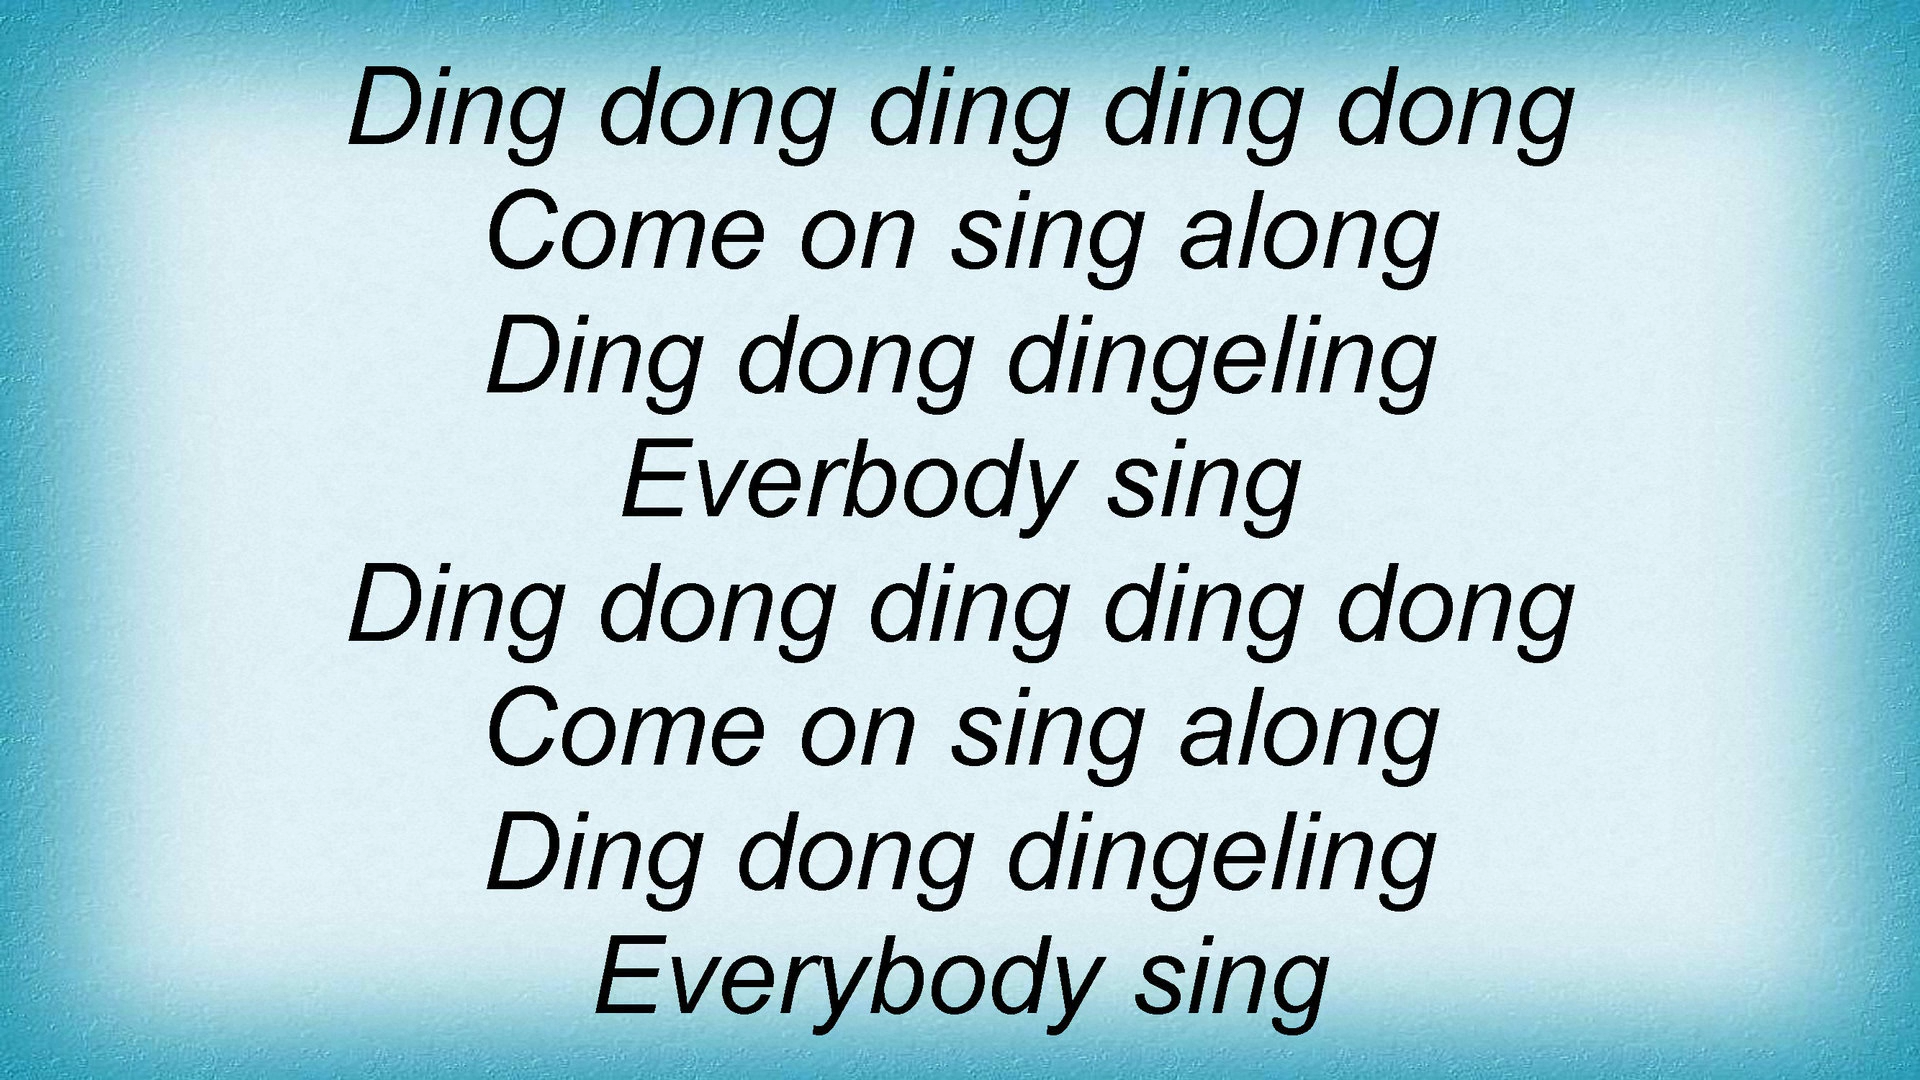 Ding dong ding ding dong
Come on sing along
Ding dong dingeling
Everbody sing
Ding dong ding ding dong
Come on sing along
Ding dong dingeling
Everybody sing